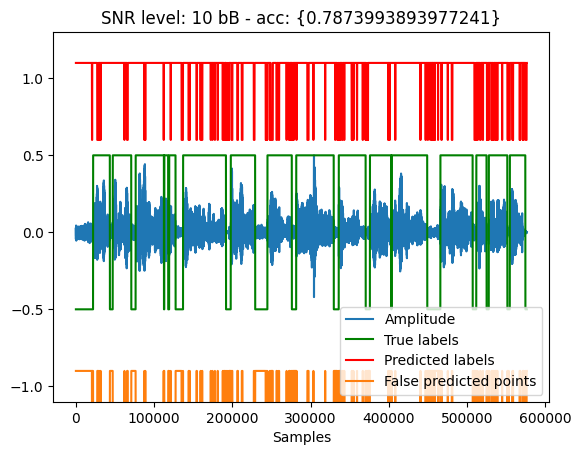 SNR level: 10 bB - acc: {0.7873993893977241}
1.0
0.5
0.0
−0.5
−1.0
Amplitude
True labels
Predicted labels
False predicted points
0 100000 200000 300000 400000 500000 600000
Samples